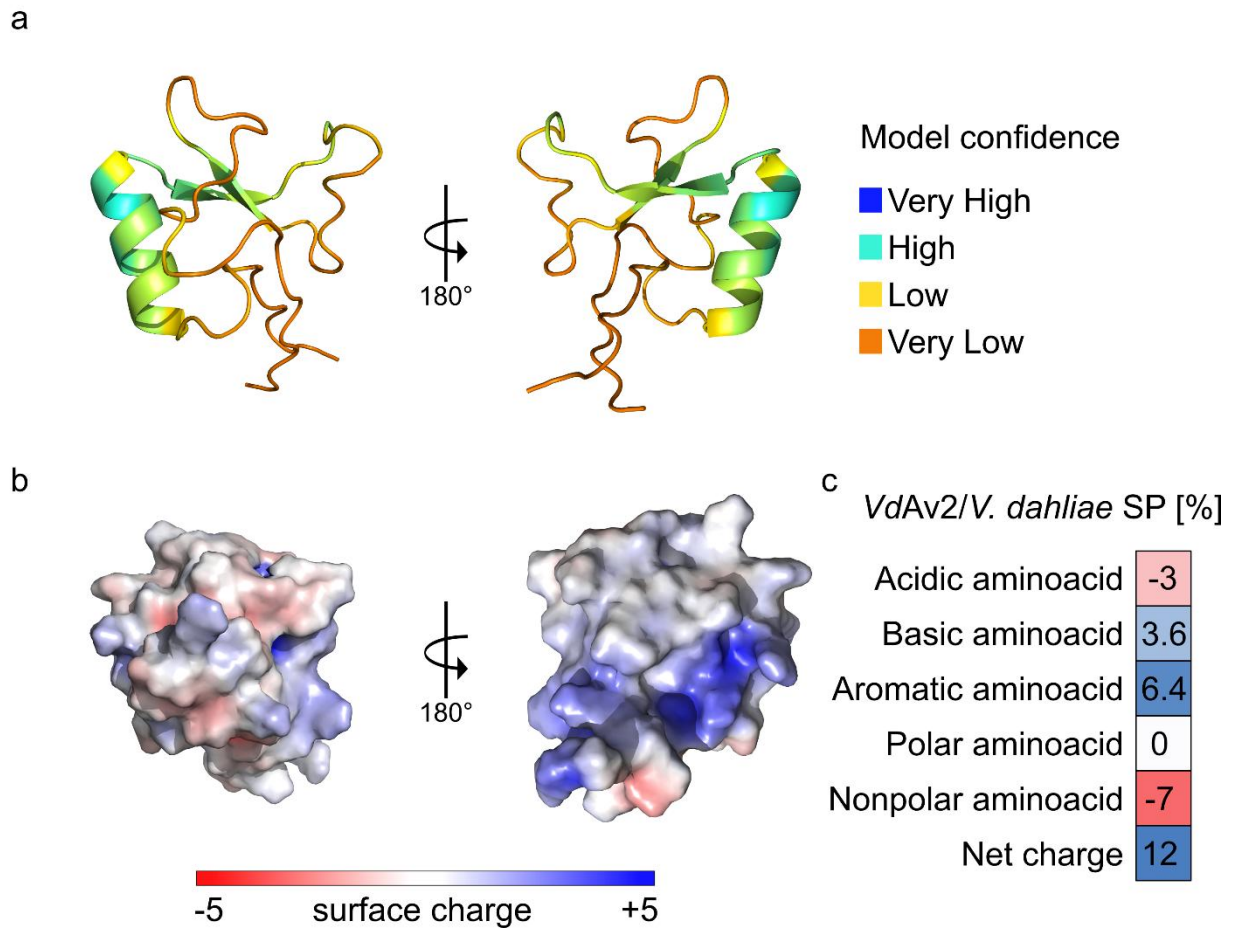 a
Model confidence
Very High
High
Low
Very Low
180°
b
180°
-5 surface charge +5
c
VdAv2/V. dahliae SP [%]
Acidic aminoacid -3
Basic aminoacid 3.6
Aromatic aminoacid 6.4
Polar aminoacid 0
Nonpolar aminoacid -7
Net charge 12